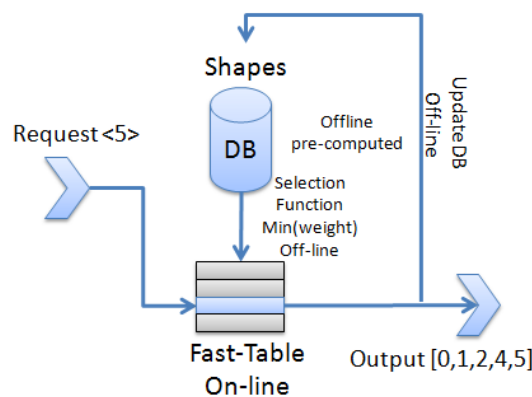 Shapes
Request <5>
DB
Offline
pre-computed
Update DB
Off-line
Selection
Function
Min(weight)
Off-line
Fast-Table
On-line
Output [0,1,2,4,5]